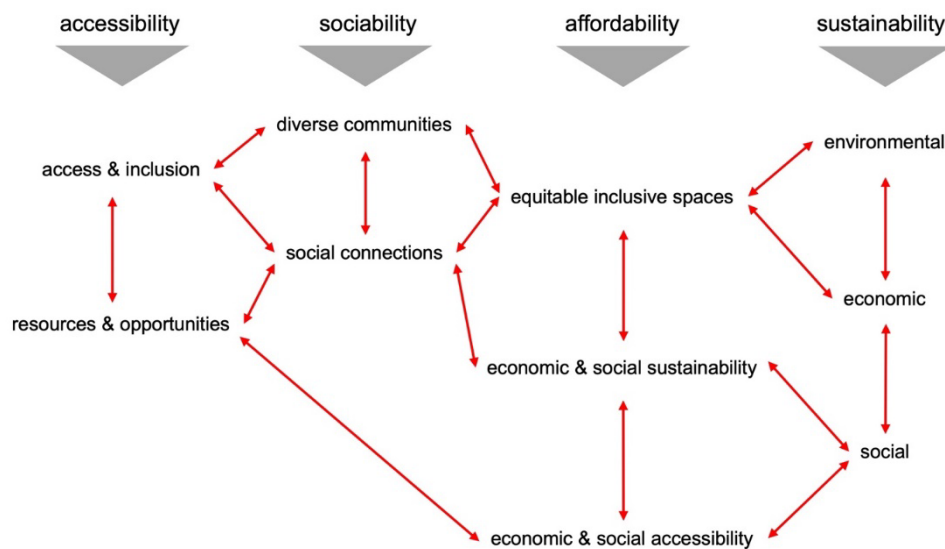 accessibility
sociability
affordability
sustainability
diverse communities
environmental
access & inclusion
equitable inclusive spaces
social connections
economic
resources & opportunities
economic & social sustainability
social
economic & social accessibility